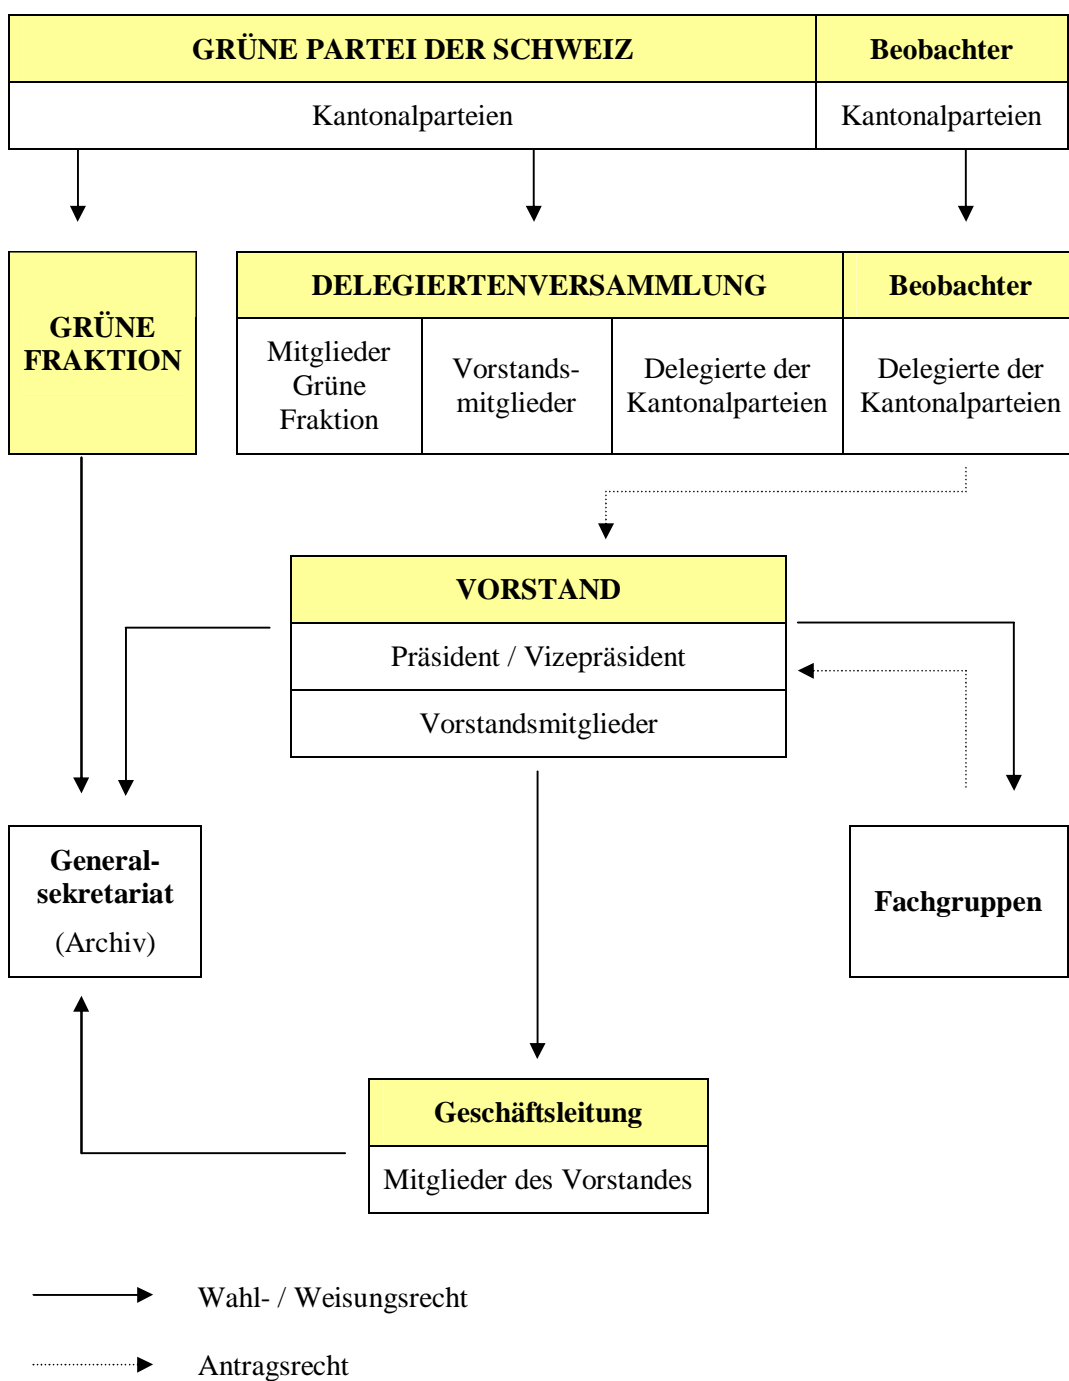 GRÜNE PARTEI DER SCHWEIZ
Beobachter
Kantonalparteien
Kantonalparteien
GRÜNE
FRAKTION
DELEGIERTENVERSAMMLUNG
Beobachter
Mitglieder
Grüne
Fraktion
Vorstands-
mitglieder
Delegierte der
Kantonalparteien
Delegierte der
Kantonalparteien
VORSTAND
Präsident / Vizepräsident
Vorstandsmitglieder
General-
sekretariat
(Archiv)
Fachgruppen
Geschäftsleitung
Mitglieder des Vorstandes
Wahl- / Weisungsrecht
Antragsrecht